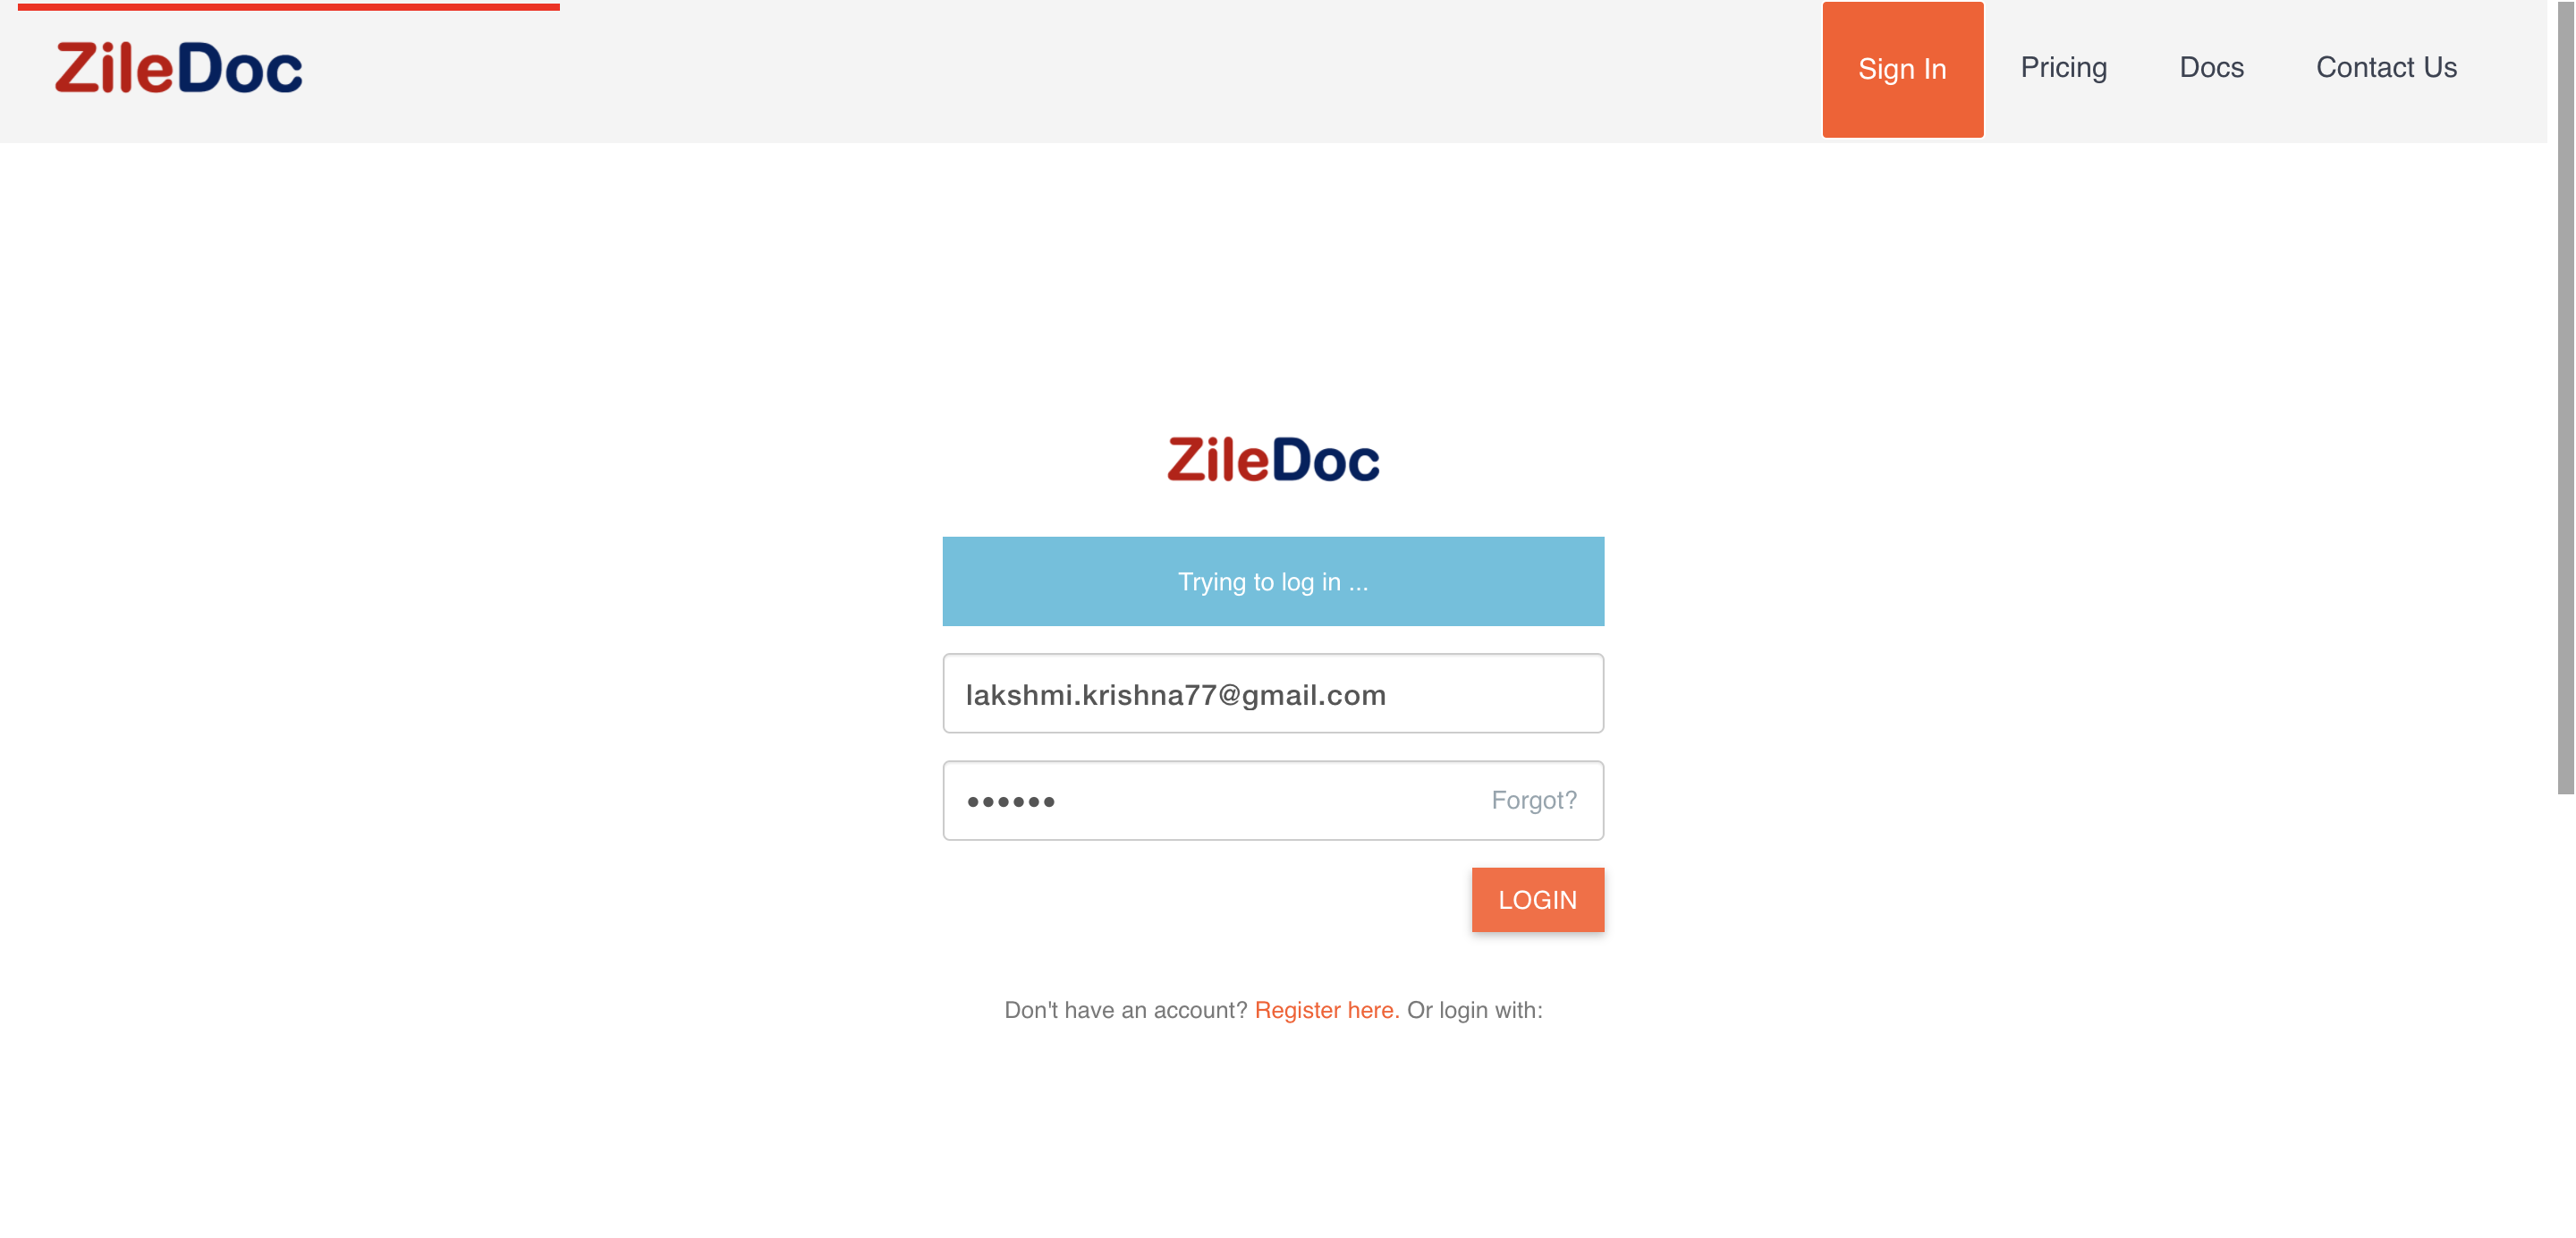 ZileDoc
Sign In Pricing Docs Contact Us
ZileDoc
Trying to log in ...
lakshmi.krishna77@gmail.com
•••••• Forgot?
LOGIN
Don't have an account? Register here. Or login with: